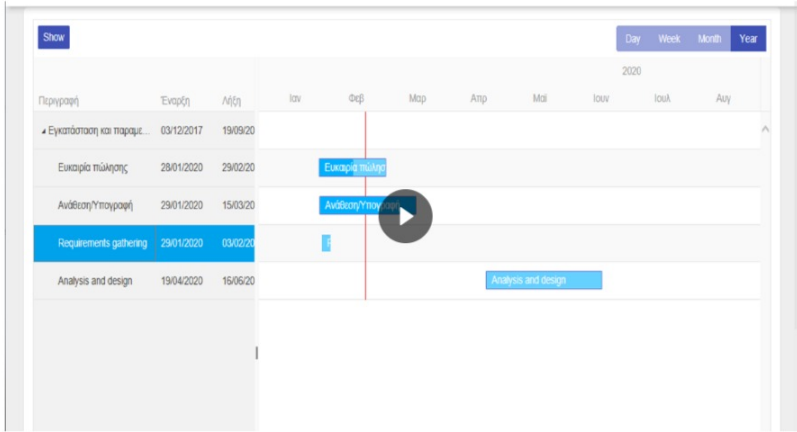 Show
Day Week Month Year
2020
Περιγραφή Έναρξη Λήξη Ιαν Φεβ Μαρ Απρ Μαϊ Ιουν Ιουλ Αυγ
Εγκατάσταση και παραμε... 03/12/2017 19/09/20
Ευκαιρία πώλησης 28/01/2020 29/02/20 Ευκαιρία πώλησ
Ανάθεση/Υπογραφή 29/01/2020 15/03/20 Ανάθεση/Υπογραφή
Requirements gathering 29/01/2020 03/02/20
Analysis and design 19/04/2020 16/06/20 Analysis and design